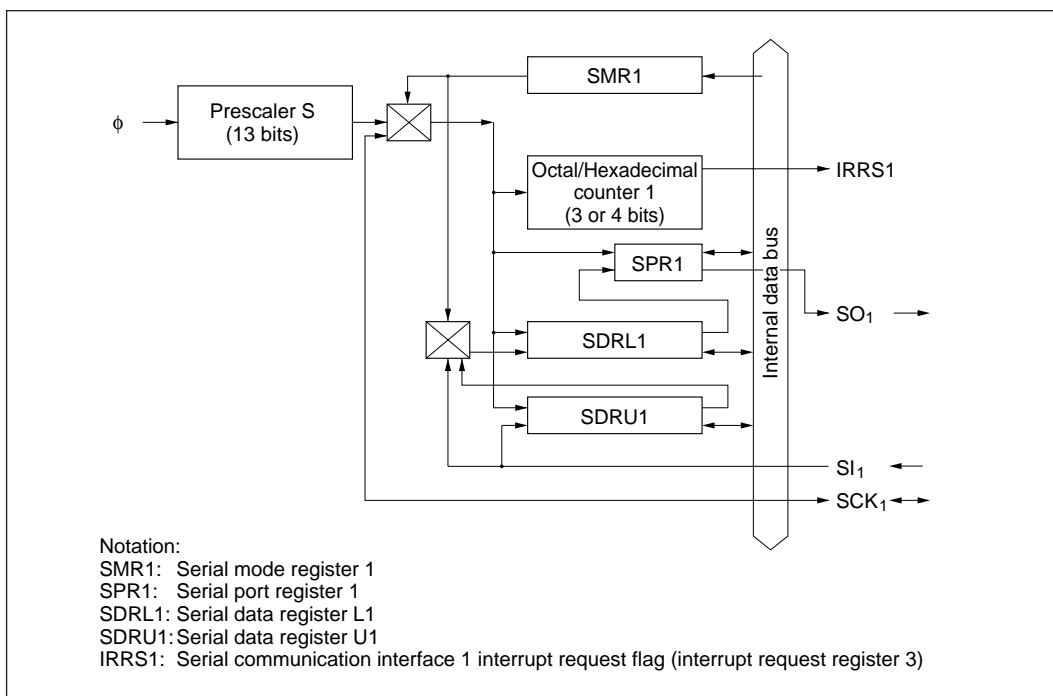 SMR1
Prescaler S
(13 bits)
ϕ
Octal/Hexadecimal
counter 1
(3 or 4 bits)
IRRS1
SPR1
Internal data bus
SO1
SDRL1
SDRU1
SI1
SCK1
Notation:
SMR1: Serial mode register 1
SPR1: Serial port register 1
SDRL1: Serial data register L1
SDRU1: Serial data register U1
IRRS1: Serial communication interface 1 interrupt request flag (interrupt request register 3)